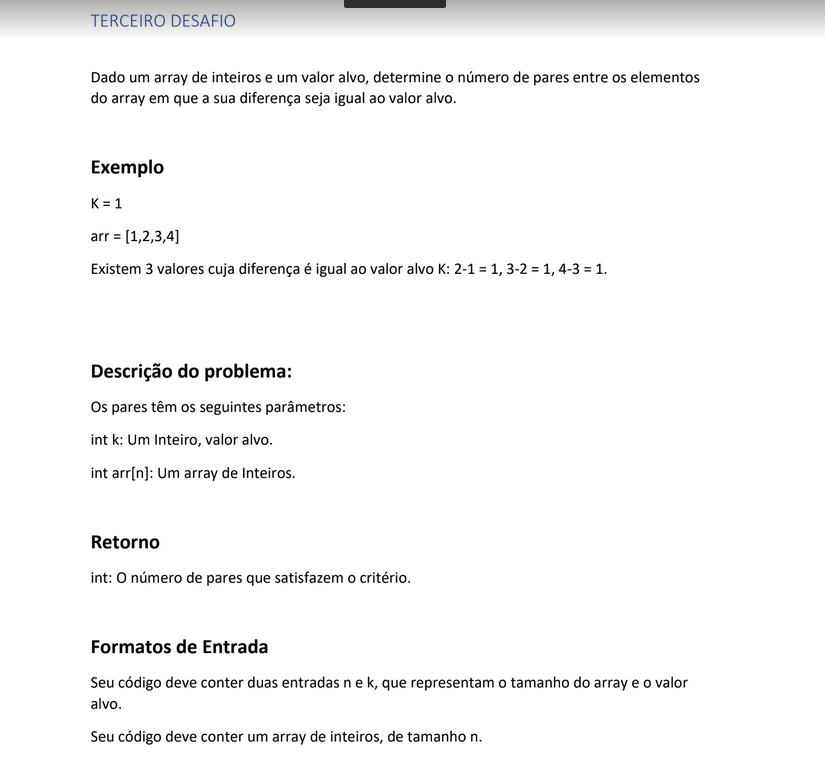 TERCEIRO DESAFIO
Dado um array de inteiros e um valor alvo, determine o número de pares entre os elementos
do array em que a sua diferença seja igual ao valor alvo.
Exemplo
K = 1
arr = [1,2,3,4]
Existem 3 valores cuja diferença é igual ao valor alvo K: 2-1 = 1, 3-2 = 1, 4-3 = 1.
Descrição do problema:
Os pares têm os seguintes parâmetros:
int k: Um Inteiro, valor alvo.
int arr[n]: Um array de Inteiros.
Retorno
int: O número de pares que satisfazem o critério.
Formatos de Entrada
Seu código deve conter duas entradas n e k, que representam o tamanho do array e o valor
alvo.
Seu código deve conter um array de inteiros, de tamanho n.